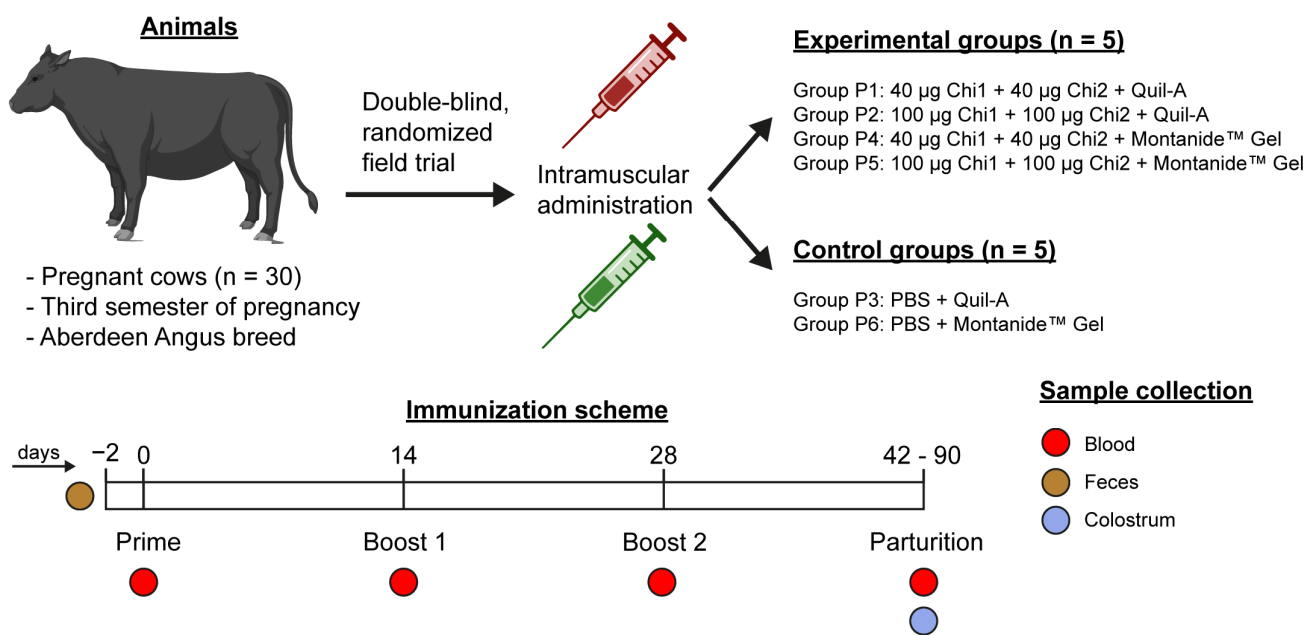 Animals
Double-blind,
randomized
field trial
- Pregnant cows (n = 30)
- Third semester of pregnancy
- Aberdeen Angus breed
Intramuscular
administration
Experimental groups (n = 5)
Group P1: 40 µg Chi1 + 40 µg Chi2 + Quil-A
Group P2: 100 µg Chi1 + 100 µg Chi2 + Quil-A
Group P4: 40 µg Chi1 + 40 µg Chi2 + Montanide™ Gel
Group P5: 100 µg Chi1 + 100 µg Chi2 + Montanide™ Gel
Control groups (n = 5)
Group P3: PBS + Quil-A
Group P6: PBS + Montanide™ Gel
Immunization scheme
days −2 0 14 28 42 - 90
Prime Boost 1 Boost 2 Parturition
Sample collection
Blood
Feces
Colostrum